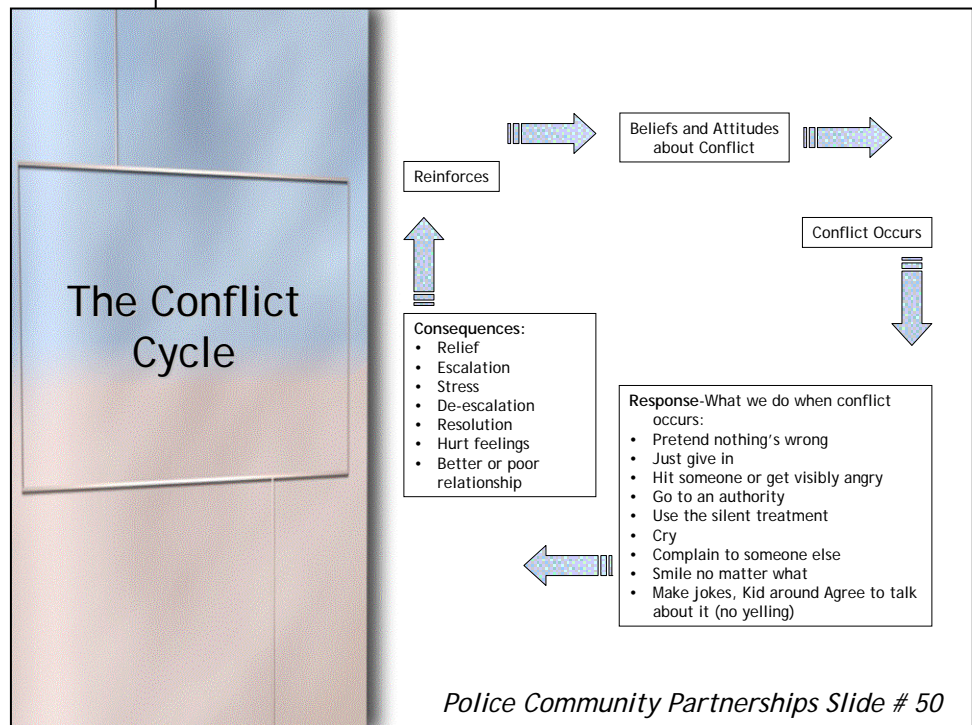 The Conflict
Cycle
Beliefs and Attitudes
about Conflict
Conflict Occurs
Response-What we do when conflict
occurs:
• Pretend nothing's wrong
• Just give in
• Hit someone or get visibly angry
• Go to an authority
• Use the silent treatment
• Cry
• Complain to someone else
• Smile no matter what
• Make jokes, Kid around Agree to talk
about it (no yelling)
Consequences:
• Relief
• Escalation
• Stress
• De-escalation
• Resolution
• Hurt feelings
• Better or poor
relationship
Reinforces
Police Community Partnerships Slide # 50